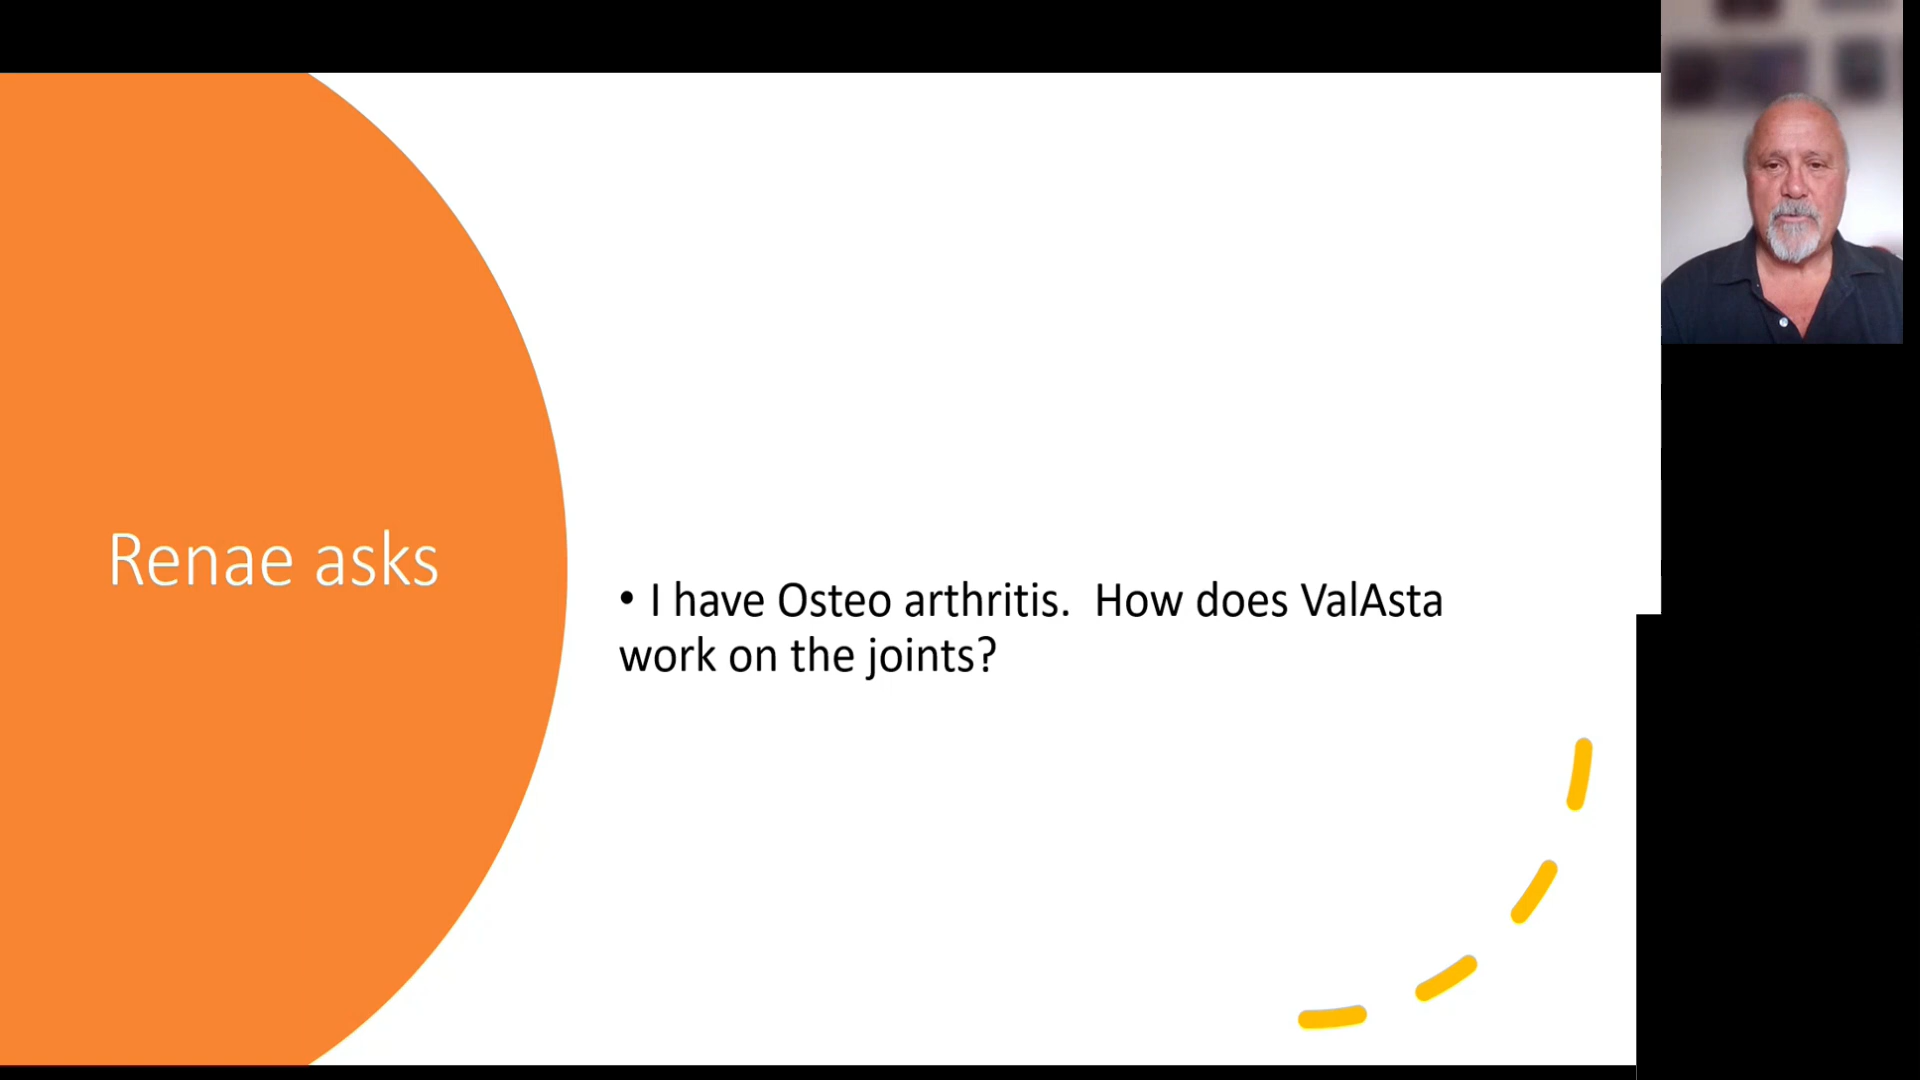 Renae asks
• I have Osteo arthritis.  How does ValAsta
work on the joints?